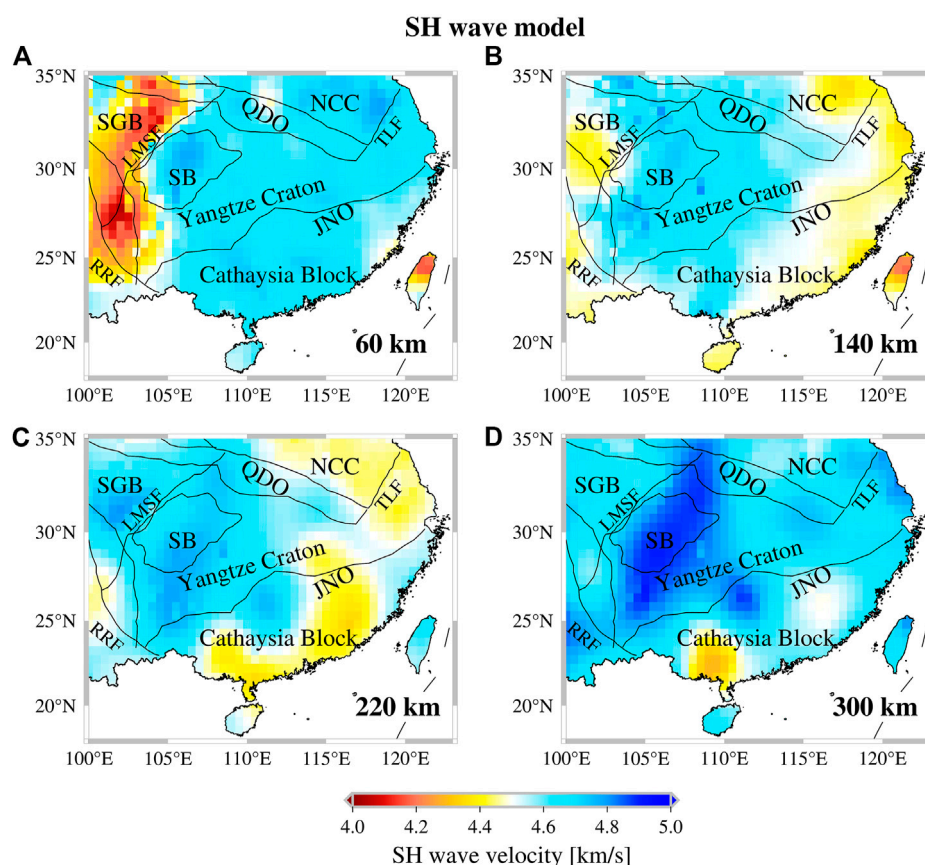 SH wave model
A
B
35°N
30°N
25°N
20°N
100°E 105°E 110°E 115°E 120°E
SGB
LMSF
QDO
NCC
TLF
SB
Yangtze Craton
JNO
RRF
Cathaysia Block
60 km
35°N
30°N
25°N
20°N
100°E 105°E 110°E 115°E 120°E
SGB
LMSF
QDO
NCC
TLF
SB
Yangtze Craton
JNO
RRF
Cathaysia Block
140 km
C
D
35°N
30°N
25°N
20°N
100°E 105°E 110°E 115°E 120°E
SGB
LMSF
QDO
NCC
TLF
SB
Yangtze Craton
JNO
RRF
Cathaysia Block
220 km
35°N
30°N
25°N
20°N
100°E 105°E 110°E 115°E 120°E
SGB
LMSF
QDO
NCC
TLF
SB
Yangtze Craton
JNO
RRF
Cathaysia Block
300 km
4.0 4.2 4.4 4.6 4.8 5.0
SH wave velocity [km/s]